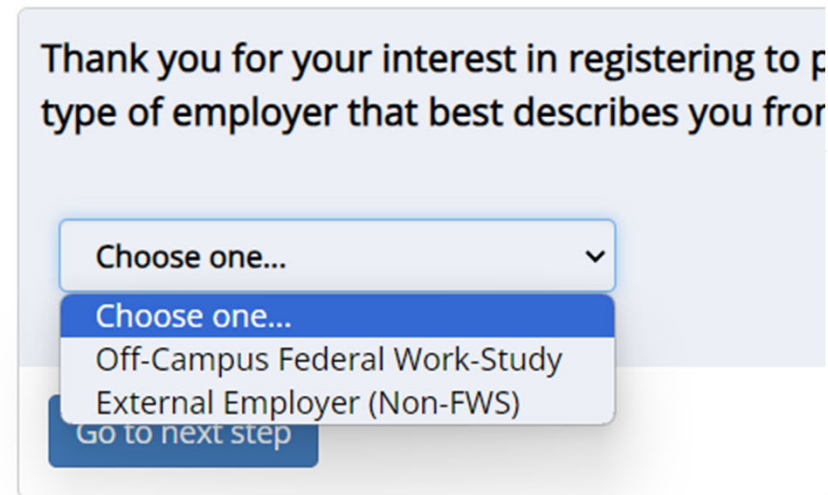 Thank you for your interest in registering to
type of employer that best describes you
Choose one...
Choose one...
Off-Campus Federal Work-Study
External Employer (Non-FWS)
Go to next step